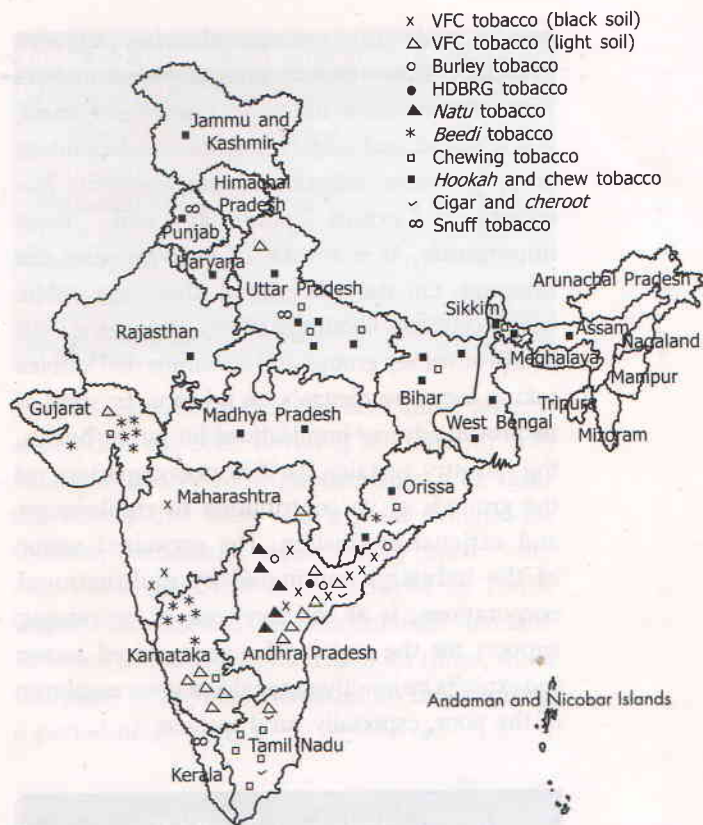 VFC tobacco (black soil)
VFC tobacco (light soil)
Burley tobacco
HDBRG tobacco
Natu tobacco
Beedi tobacco
Chewing tobacco
Hookah and chew tobacco
Cigar and cheroot
Snuff tobacco
Jammu and
Kashmir
Himachal
Pradesh
Punjab
Haryana
Uttar Pradesh
Rajasthan
Sikkim
Arunachal Pradesh
Assam
Nagaland
Meghalaya
Manipur
Tripura
Mizoram
Bihar
West Bengal
Gujarat
Madhya Pradesh
Maharashtra
Orissa
Karnataka
Andhra Pradesh
Andaman and Nicobar Islands
Tamil Nadu
Kerala